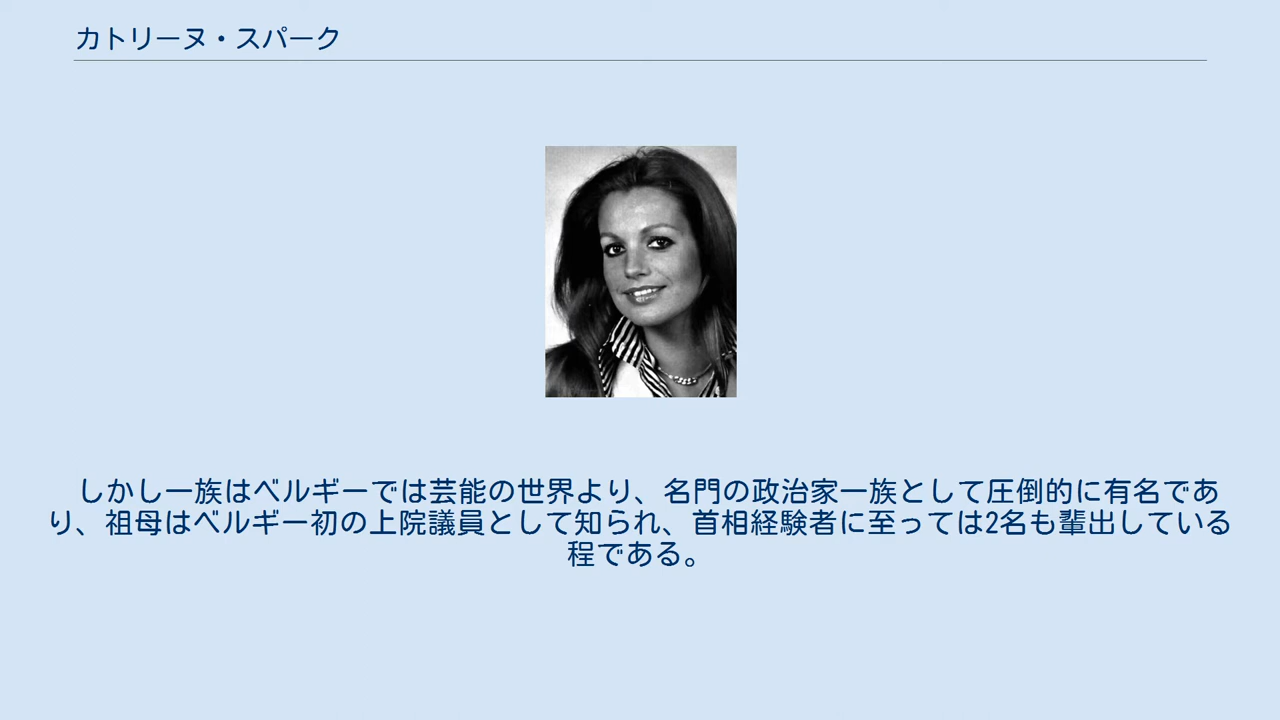 カトリーヌ・スパーク
しかし一族はベルギーでは芸能の世界より、名門の政治家一族として圧倒的に有名であ
り、祖母はベルギー初の上院議員として知られ、首相経験者に至っては2名も輩出している
程である。